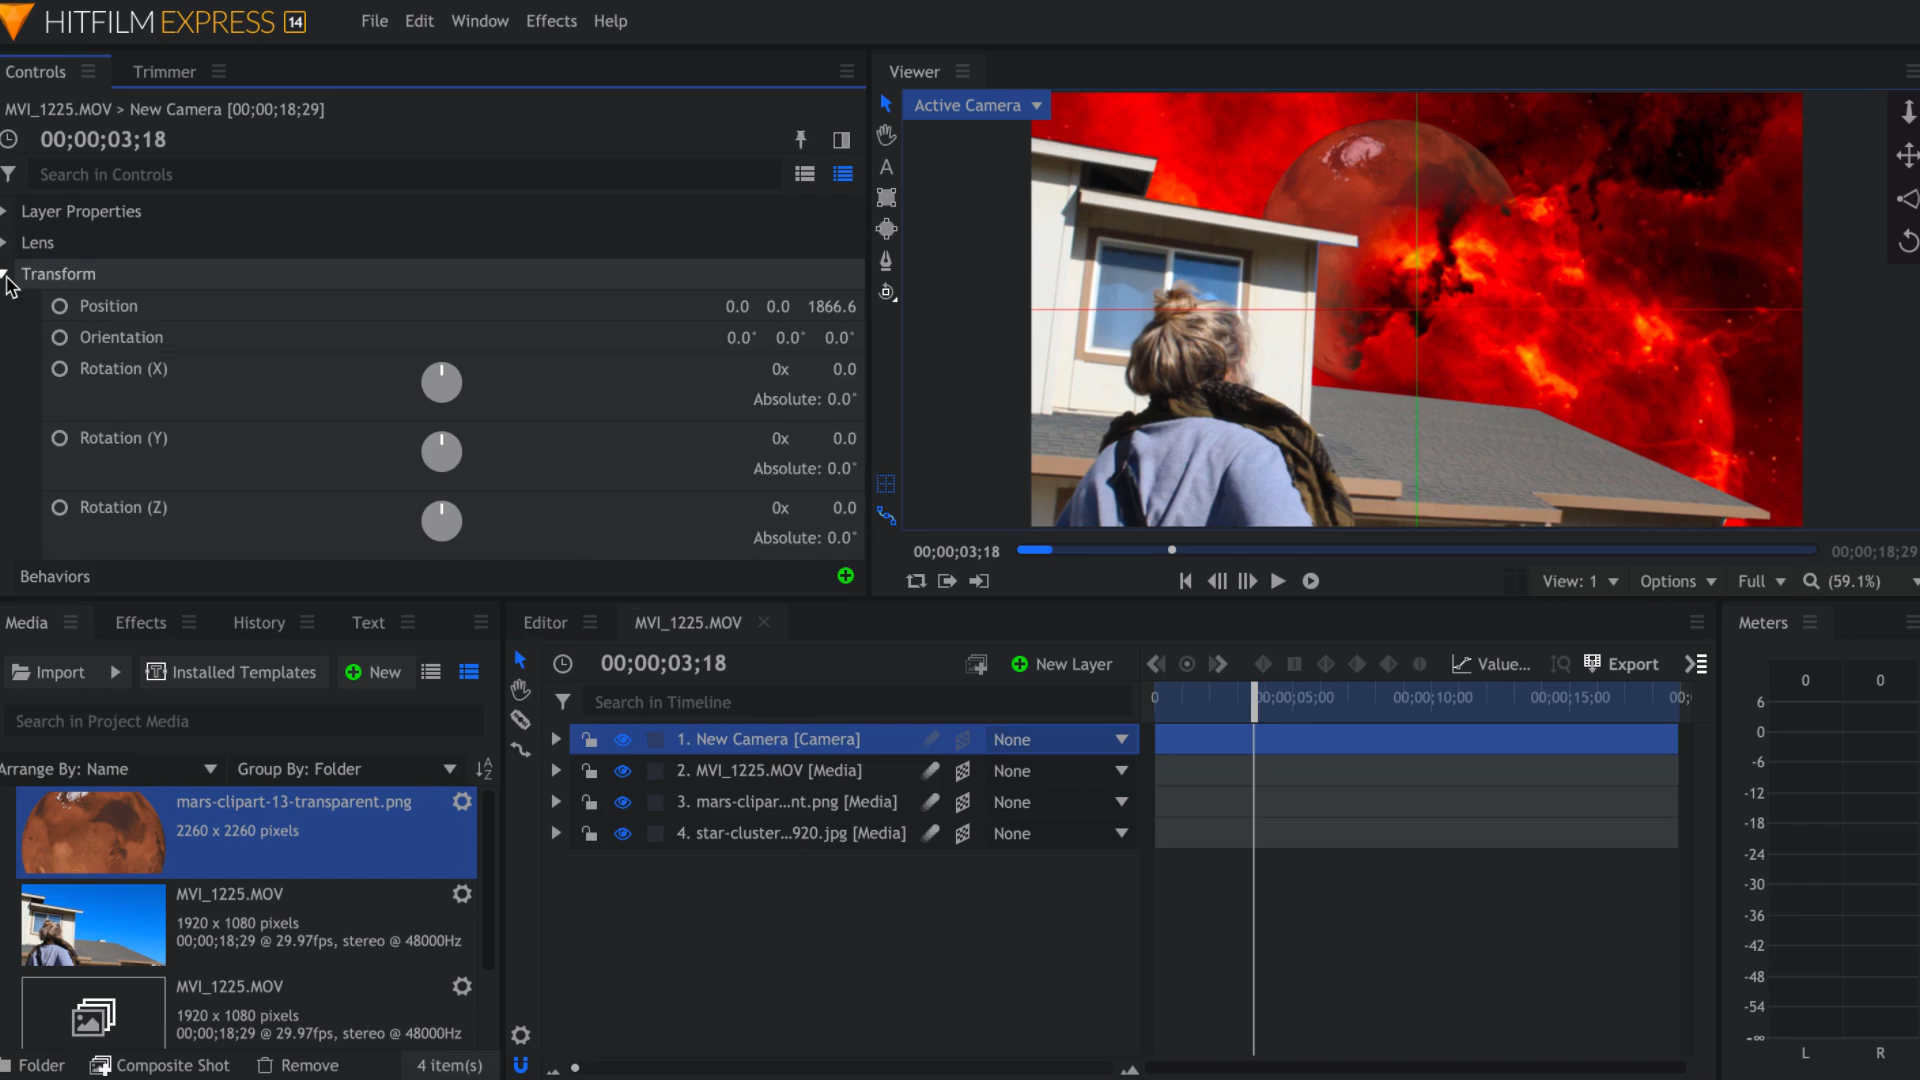 HITFILM EXPRESS 14
File Edit Window Effects Help
Controls Trimmer
MVI_1225.MOV > New Camera [00;00;18;29]
00;00;03;18
Search in Controls
Layer Properties
Lens
Transform
Position 0.0 0.0 1866.6
Orientation 0.0° 0.0° 0.0°
Rotation (X) 0x 0.0
Absolute: 0.0°
Rotation (Y) 0x 0.0
Absolute: 0.0°
Rotation (Z) 0x 0.0
Absolute: 0.0°
Behaviors
Viewer
Active Camera
A
00;00;03;18 00;00;18;29
View: 1 Options Full (59.1%)
Media Effects History Text
Import Installed Templates New
Search in Project Media
Arrange By: Name Group By: Folder
mars-clipart-13-transparent.png
2260 x 2260 pixels
MVI_1225.MOV
1920 x 1080 pixels
00;00;18;29 @ 29.97fps, stereo @ 48000Hz
MVI_1225.MOV
1920 x 1080 pixels
00;00;18;29 @ 29.97fps, stereo @ 48000Hz
Folder Composite Shot Remove 4 item(s)
Editor MVI_1225.MOV
00;00;03;18 New Layer Value... Export
Search in Timeline
0 00;00;05;00 00;00;10;00 00;00;15;00
1. New Camera [Camera] None
2. MVI_1225.MOV [Media] None
3. mars-clipar...nt.png [Media] None
4. star-cluster...920.jpg [Media] None
Meters
0 0
6
0
-6
-12
-18
-24
-30
-36
-42
-48
-54
-∞
L R